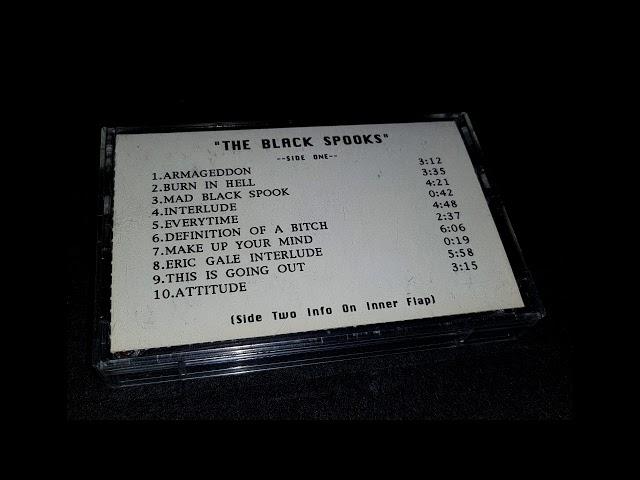 "THE BLACK SPOOKS"
--SIDE ONE--
1.ARMAGEDDON 3:12
2.BURN IN HELL 3:35
3.MAD BLACK SPOOK 4:21
4.INTERLUDE 0:42
5.EVERYTIME 4:48
6.DEFINITION OF A BITCH 2:37
7.MAKE UP YOUR MIND 6:06
8.ERIC GALE INTERLUDE 0:19
9.THIS IS GOING OUT 5:58
10.ATTITUDE 3:15
(Side Two Info On Inner Flap)